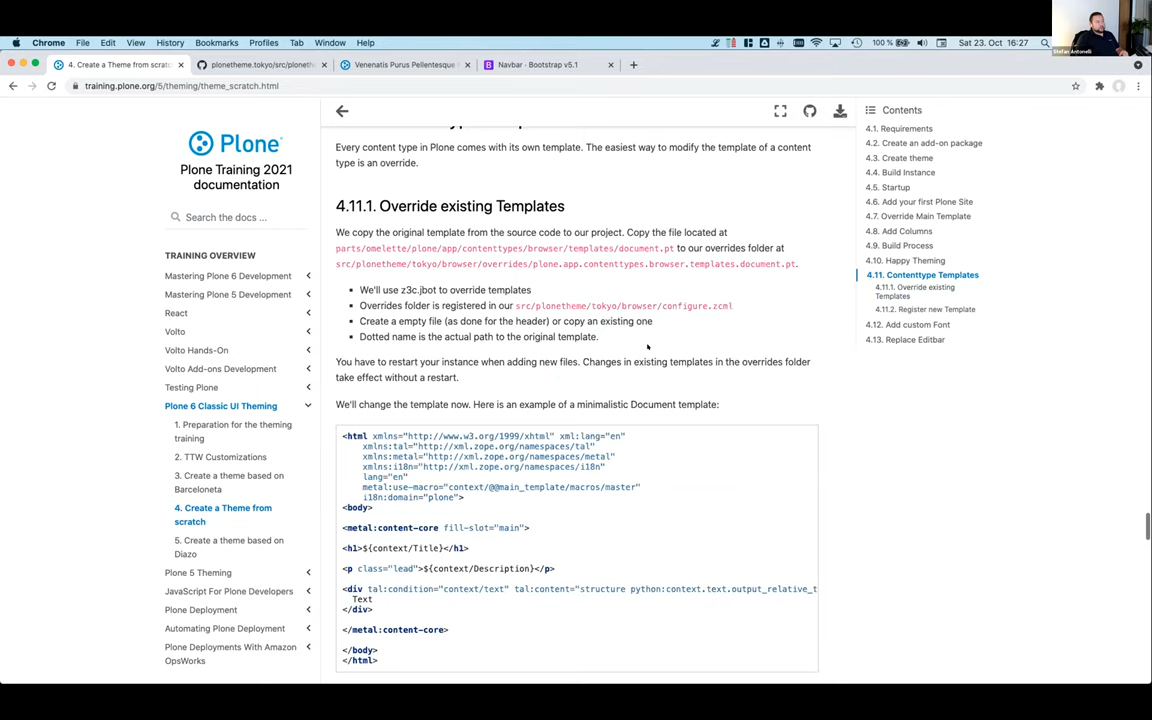 Chrome File Edit View History Bookmarks Profiles Tab Window Help
100 % Sat 23. Oct 16:27
Stefan Antonelli
4. Create a Theme from scratc
plonetheme.tokyo/src/ploneth
Venenatis Purus Pellentesque
Navbar · Bootstrap v5.1
training.plone.org/5/theming/theme_scratch.html
Plone
Plone Training 2021
documentation
Search the docs ...
TRAINING OVERVIEW
Mastering Plone 6 Development
Mastering Plone 5 Development
React
Volto
Volto Hands-On
Volto Add-ons Development
Testing Plone
Plone 6 Classic UI Theming
1. Preparation for the theming
training
2. TTW Customizations
3. Create a theme based on
Barceloneta
4. Create a Theme from
scratch
5. Create a theme based on
Diazo
Plone 5 Theming
JavaScript For Plone Developers
Plone Deployment
Automating Plone Deployment
Plone Deployments With Amazon
OpsWorks
Every content type in Plone comes with its own template. The easiest way to modify the template of a content
type is an override.
4.11.1. Override existing Templates
We copy the original template from the source code to our project. Copy the file located at
parts/omelette/plone/app/contenttypes/browser/templates/document.pt to our overrides folder at
src/plonetheme/tokyo/browser/overrides/plone.app.contenttypes.browser.templates.document.pt.
We'll use z3c.jbot to override templates
Overrides folder is registered in our src/plonetheme/tokyo/browser/configure.zcml
Create a empty file (as done for the header) or copy an existing one
Dotted name is the actual path to the original template.
You have to restart your instance when adding new files. Changes in existing templates in the overrides folder
take effect without a restart.
We'll change the template now. Here is an example of a minimalistic Document template:
<html xmlns="http://www.w3.org/1999/xhtml" xml:lang="en"
xmlns:tal="http://xml.zope.org/namespaces/tal"
xmlns:metal="http://xml.zope.org/namespaces/metal"
xmlns:i18n="http://xml.zope.org/namespaces/i18n"
lang="en"
metal:use-macro="context/@@main_template/macros/master"
i18n:domain="plone">
<body>
<metal:content-core fill-slot="main">
<h1>${context/Title}</h1>
<p class="lead">${context/Description}</p>
<div tal:condition="context/text" tal:content="structure python:context.text.output_relative_t
Text
</div>
</metal:content-core>
</body>
</html>
Contents
4.1. Requirements
4.2. Create an add-on package
4.3. Create theme
4.4. Build Instance
4.5. Startup
4.6. Add your first Plone Site
4.7. Override Main Template
4.8. Add Columns
4.9. Build Process
4.10. Happy Theming
4.11. Contenttype Templates
4.11.1. Override existing
Templates
4.11.2. Register new Template
4.12. Add custom Font
4.13. Replace Editbar